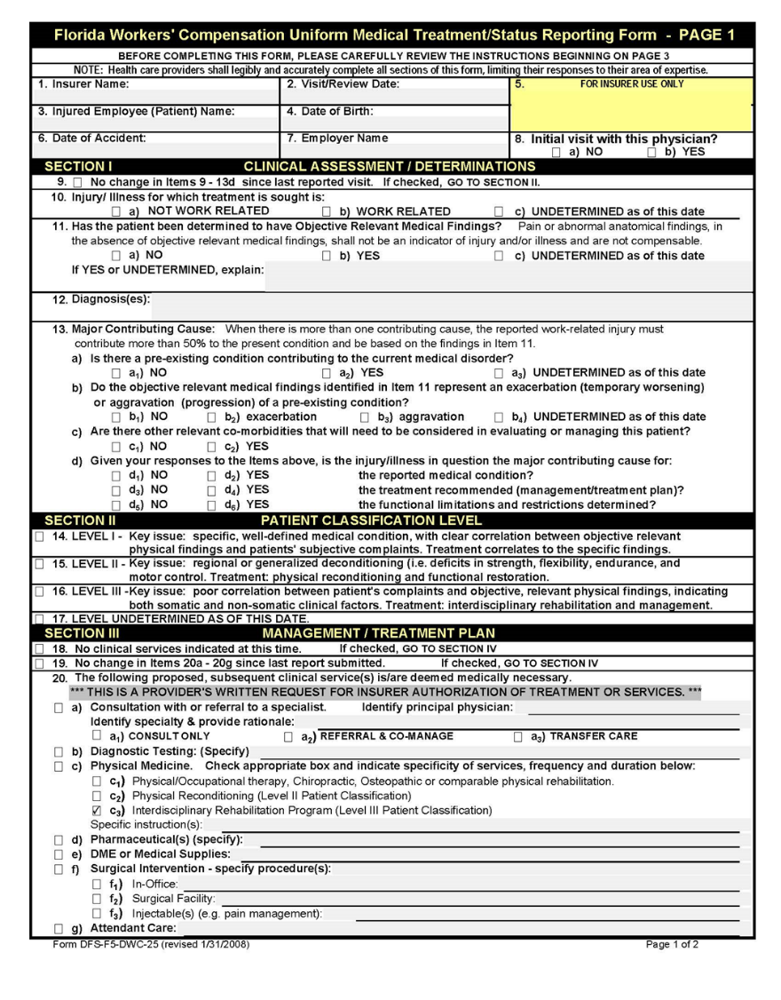 Florida Workers' Compensation Uniform Medical Treatment/Status Reporting Form - PAGE 1
BEFORE COMPLETING THIS FORM, PLEASE CAREFULLY REVIEW THE INSTRUCTIONS BEGINNING ON PAGE 3
NOTE: Health care providers shall legibly and accurately complete all sections of this form, limiting their responses to their area of expertise.
1. Insurer Name: 2. Visit/Review Date: 5. FOR INSURER USE ONLY
3. Injured Employee (Patient) Name: 4. Date of Birth:
6. Date of Accident: 7. Employer Name 8. Initial visit with this physician?
☐ a) NO ☐ b) YES
SECTION I CLINICAL ASSESSMENT / DETERMINATIONS
9. ☐ No change in Items 9 - 13d since last reported visit. If checked, GO TO SECTION II.
10. Injury/ Illness for which treatment is sought is:
☐ a) NOT WORK RELATED ☐ b) WORK RELATED ☐ c) UNDETERMINED as of this date
11. Has the patient been determined to have Objective Relevant Medical Findings? Pain or abnormal anatomical findings, in
the absence of objective relevant medical findings, shall not be an indicator of injury and/or illness and are not compensable.
☐ a) NO ☐ b) YES ☐ c) UNDETERMINED as of this date
If YES or UNDETERMINED, explain:
12. Diagnosis(es):
13. Major Contributing Cause: When there is more than one contributing cause, the reported work-related injury must
contribute more than 50% to the present condition and be based on the findings in Item 11.
a) Is there a pre-existing condition contributing to the current medical disorder?
☐ a₁) NO ☐ a₂) YES ☐ a₃) UNDETERMINED as of this date
b) Do the objective relevant medical findings identified in Item 11 represent an exacerbation (temporary worsening)
or aggravation (progression) of a pre-existing condition?
☐ b₁) NO ☐ b₂) exacerbation ☐ b₃) aggravation ☐ b₄) UNDETERMINED as of this date
c) Are there other relevant co-morbidities that will need to be considered in evaluating or managing this patient?
☐ c₁) NO ☐ c₂) YES
d) Given your responses to the Items above, is the injury/illness in question the major contributing cause for:
☐ d₁) NO ☐ d₂) YES the reported medical condition?
☐ d₃) NO ☐ d₄) YES the treatment recommended (management/treatment plan)?
☐ d₅) NO ☐ d₆) YES the functional limitations and restrictions determined?
SECTION II PATIENT CLASSIFICATION LEVEL
☐ 14. LEVEL I - Key issue: specific, well-defined medical condition, with clear correlation between objective relevant
physical findings and patients' subjective complaints. Treatment correlates to the specific findings.
☐ 15. LEVEL II - Key issue: regional or generalized deconditioning (i.e. deficits in strength, flexibility, endurance, and
motor control. Treatment: physical reconditioning and functional restoration.
☐ 16. LEVEL III -Key issue: poor correlation between patient's complaints and objective, relevant physical findings, indicating
both somatic and non-somatic clinical factors. Treatment: interdisciplinary rehabilitation and management.
☐ 17. LEVEL UNDETERMINED AS OF THIS DATE.
SECTION III MANAGEMENT / TREATMENT PLAN
☐ 18. No clinical services indicated at this time. If checked, GO TO SECTION IV
☐ 19. No change in Items 20a - 20g since last report submitted. If checked, GO TO SECTION IV
20. The following proposed, subsequent clinical service(s) is/are deemed medically necessary.
*** THIS IS A PROVIDER'S WRITTEN REQUEST FOR INSURER AUTHORIZATION OF TREATMENT OR SERVICES. ***
☐ a) Consultation with or referral to a specialist. Identify principal physician:
Identify specialty & provide rationale:
☐ a₁) CONSULT ONLY ☐ a₂) REFERRAL & CO-MANAGE ☐ a₃) TRANSFER CARE
☐ b) Diagnostic Testing: (Specify)
☐ c) Physical Medicine. Check appropriate box and indicate specificity of services, frequency and duration below:
☐ c₁) Physical/Occupational therapy, Chiropractic, Osteopathic or comparable physical rehabilitation.
☐ c₂) Physical Reconditioning (Level II Patient Classification)
☑ c₃) Interdisciplinary Rehabilitation Program (Level III Patient Classification)
Specific instruction(s):
☐ d) Pharmaceutical(s) (specify):
☐ e) DME or Medical Supplies:
☐ f) Surgical Intervention - specify procedure(s):
☐ f₁) In-Office:
☐ f₂) Surgical Facility:
☐ f₃) Injectable(s) (e.g. pain management):
☐ g) Attendant Care:
Form DFS-F5-DWC-25 (revised 1/31/2008) Page 1 of 2